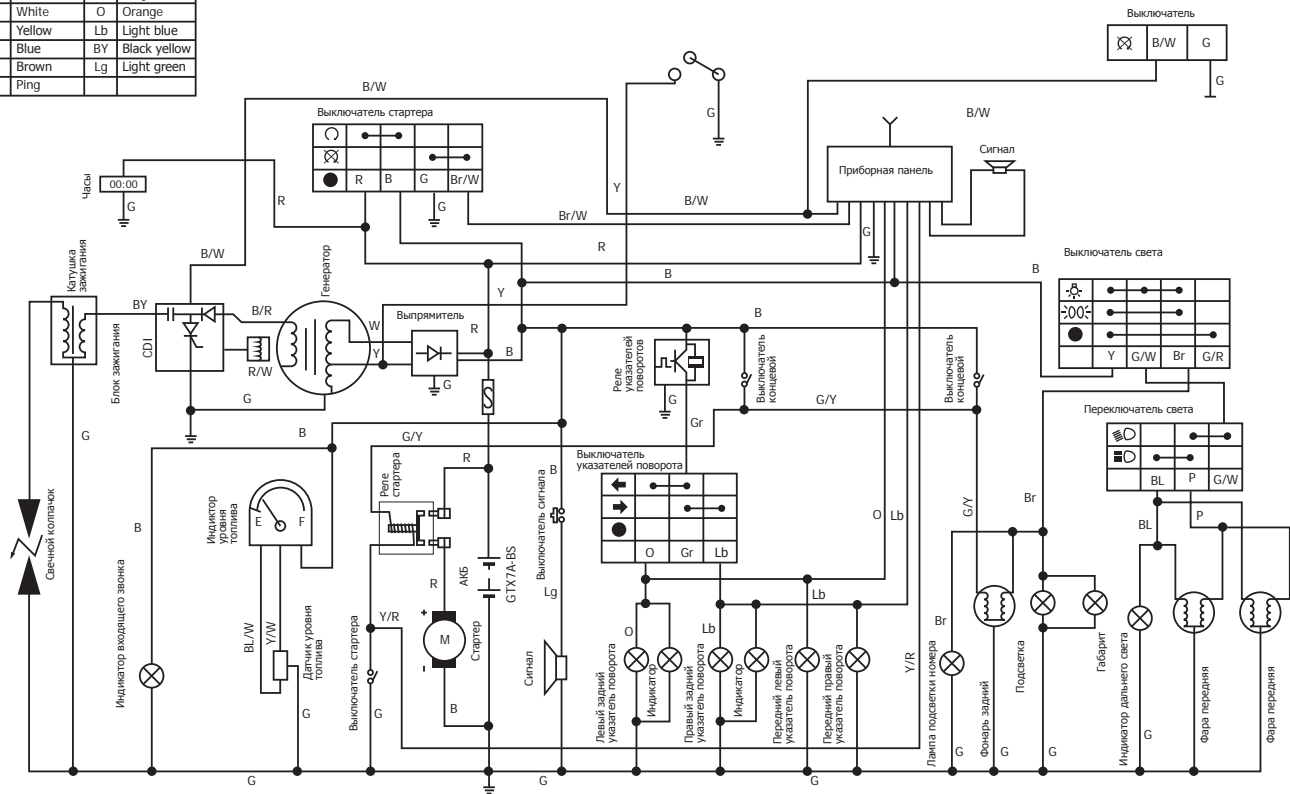 White O Orange
Yellow Lb Light blue
Blue BY Black yellow
Brown Lg Light green
Ping
Выключатель
B/W G
G
B/W
Выключатель стартера
R B G Br/W
G
B/W
Сигнал
Приборная панель
Часы
00:00
G
G
R
Y
B/W
Br/W
R
G
B
B
Выключатель света
Y G/W Br G/R
Катушка
зажигания
B/W
Генератор
BY
B/R
CDI
Блок зажигания
R/W
W
Y
Выпрямитель
Y
R
G
B
B
G
Реле
указателей
поворотов
G
Gr
Выключатель
концевой
Выключатель
концевой
G/Y
Переключатель света
BL P G/W
G
B
G/Y
R
Выключатель
указателей поворота
O Gr Lb
Свечной колпачок
B
Индиктор
уровня
топлива
E F
Реле
стартера
B
Выключатель сигнала
Lg
АКБ
GTX7A-BS
O Lb
G/Y
Br
BL
P
Индикатор входящего звонка
BL/W
Y/W
Датчик уровня
топлива
G
Y/R
Выключатель стартера
G
R
+
M
-
Стартер
B
Сигнал
O
Lb
Lb
Левый задний
указатель поворота
Индикатор
Правый задний
указатель поворота
Индикатор
Передний левый
указатель поворота
Передний правый
указатель поворота
Y/R
Br
Лампа подсветки номера
G
Фонарь задний
G
Подсветка
G
Габарит
Индикатор дальнего света
G
Фара передняя
Фара передняя
G
G
G